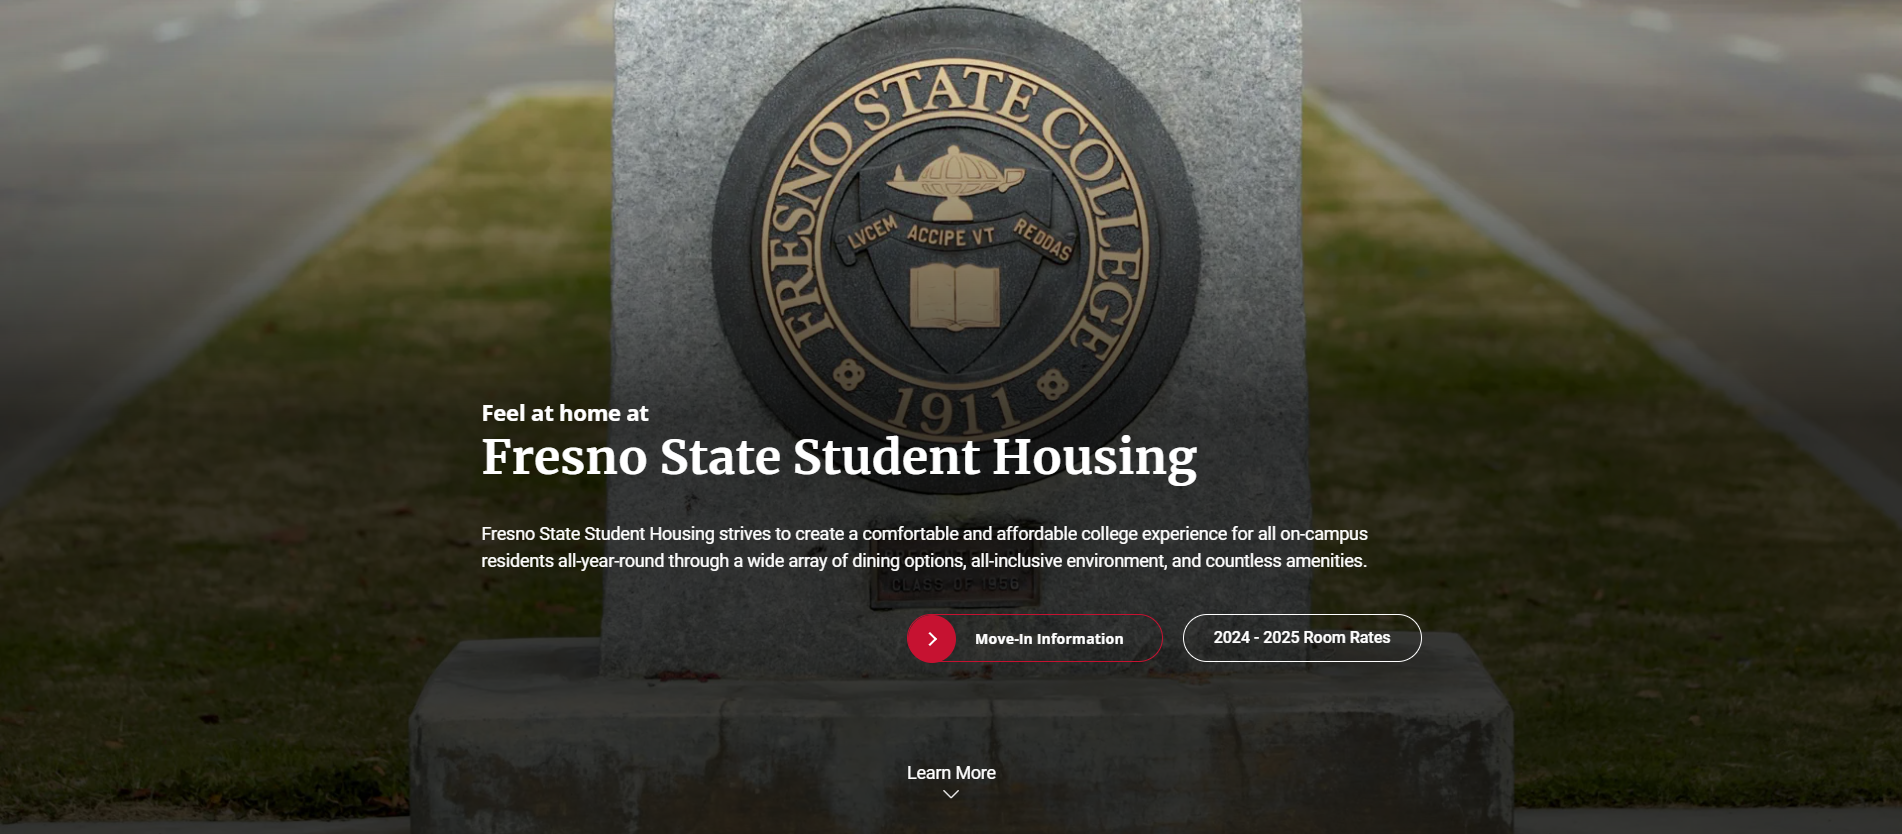 FRESNO STATE COLLEGE
LVCEM ACCIPE VT REDDAS
1911
Feel at home at
Fresno State Student Housing
Fresno State Student Housing strives to create a comfortable and affordable college experience for all on-campus
residents all-year-round through a wide array of dining options, all-inclusive environment, and countless amenities.
CLASS OF 1956
Move-In Information
2024 - 2025 Room Rates
Learn More